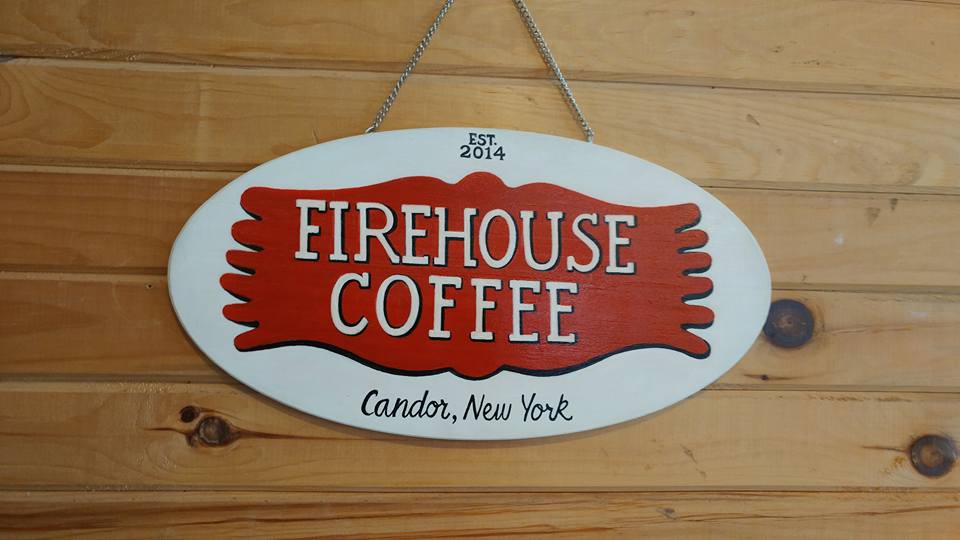 EST.
2014
FIREHOUSE
COFFEE
Candor, New York